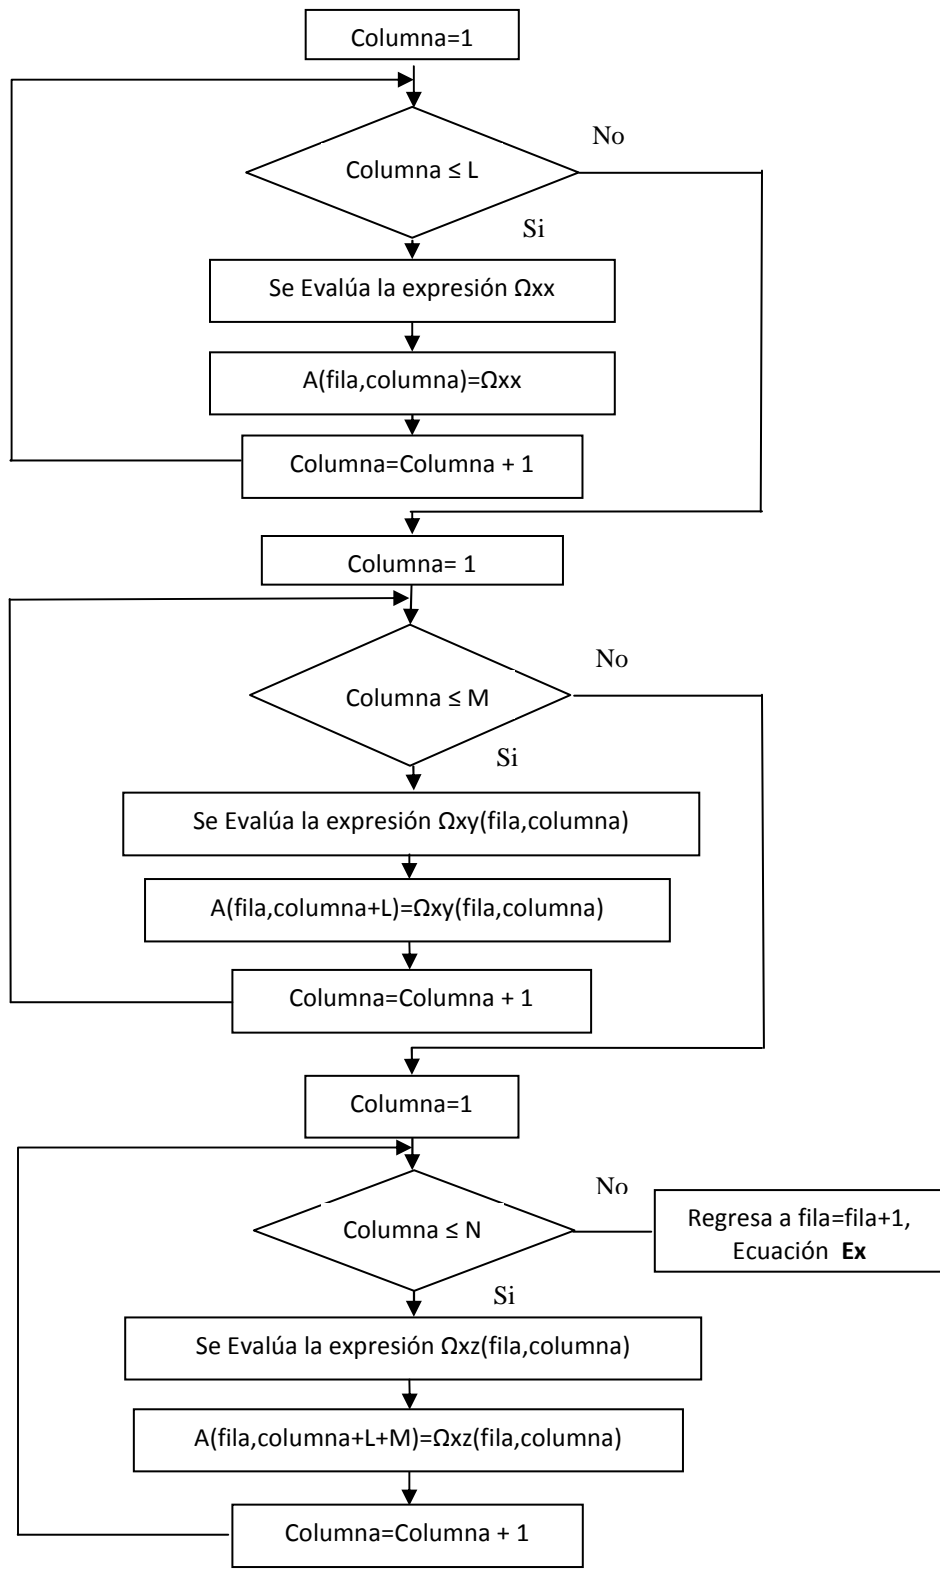 Columna=1
No
Columna ≤ L
Si
Se Evalúa la expresión Ωxx
A(fila,columna)=Ωxx
Columna=Columna + 1
Columna= 1
No
Columna ≤ M
Si
Se Evalúa la expresión Ωxy(fila,columna)
A(fila,columna+L)=Ωxy(fila,columna)
Columna=Columna + 1
Columna=1
No
Columna ≤ N
Regresa a fila=fila+1,
Ecuación Ex
Si
Se Evalúa la expresión Ωxz(fila,columna)
A(fila,columna+L+M)=Ωxz(fila,columna)
Columna=Columna + 1